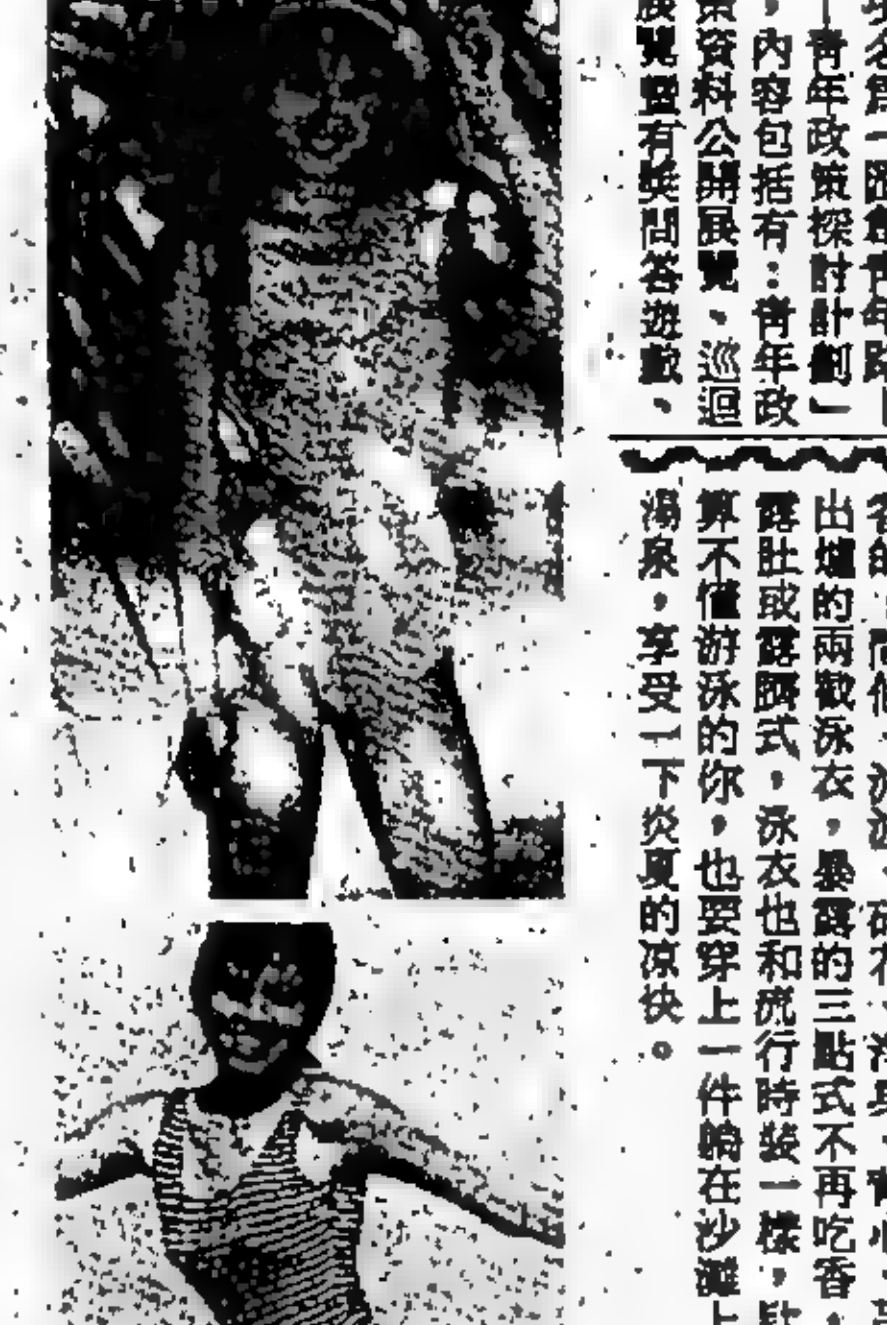 青年政策探討計劃」
,內容包括有:青年政
策資料公開展覽、巡迴
展覽暨有獎問答遊戲、
出爐的兩款泳衣,暴露的三點式不再吃香,
露肚或露臍式,泳衣也和流行時裝一樣,
算不懂游泳的你,也要穿上一件躺在沙灘上
湯泉,享受一下炎夏的凉快。